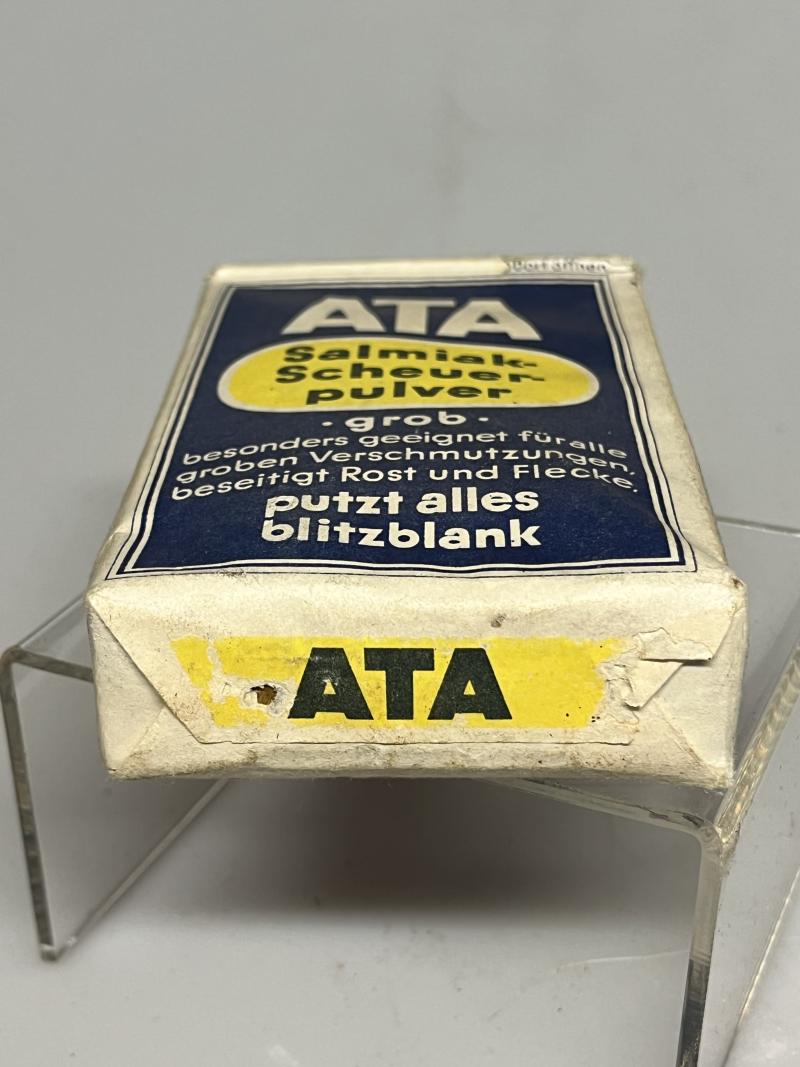 Dort öffnen
ATA
Salmiak-
Scheuer-
pulver
· grob ·
besonders geeignet für alle
groben Verschmutzungen,
beseitigt Rost und Flecke,
putzt alles
blitzblank
ATA